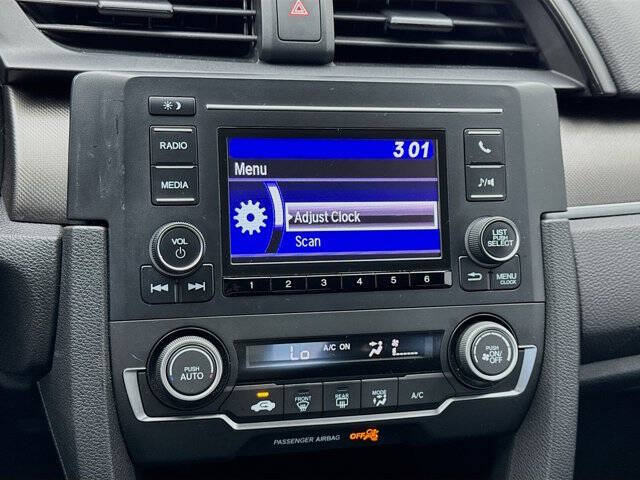 3 01
RADIO
Menu
MEDIA
Adjust Clock
VOL
Scan
LIST
PUSH
SELECT
MENU
CLOCK
1 2 3 4 5 6
Lo A/C ON
PUSH
AUTO
PUSH
ON/
OFF
FRONT REAR MODE A/C
PASSENGER AIRBAG OFF